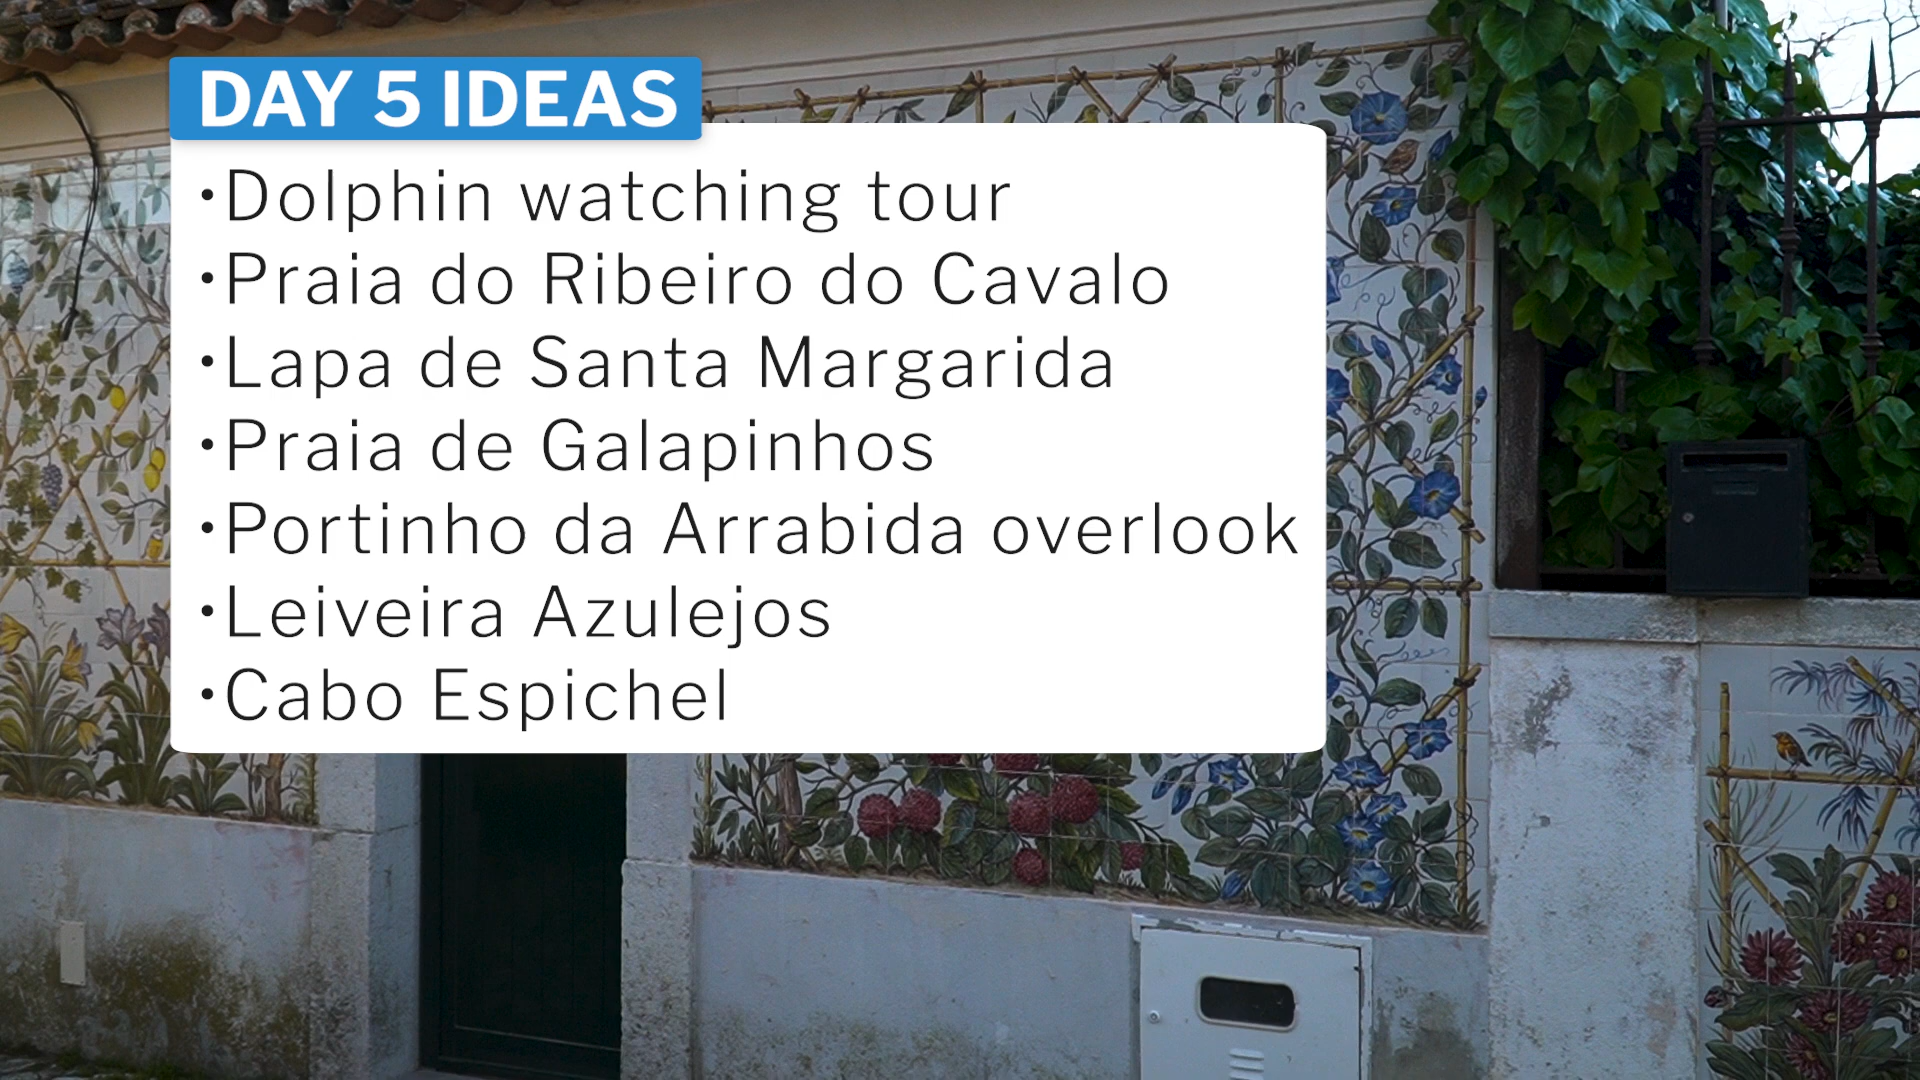 DAY 5 IDEAS
•Dolphin watching tour
•Praia do Ribeiro do Cavalo
•Lapa de Santa Margarida
•Praia de Galapinhos
•Portinho da Arrabida overlook
•Leiveira Azulejos
•Cabo Espichel